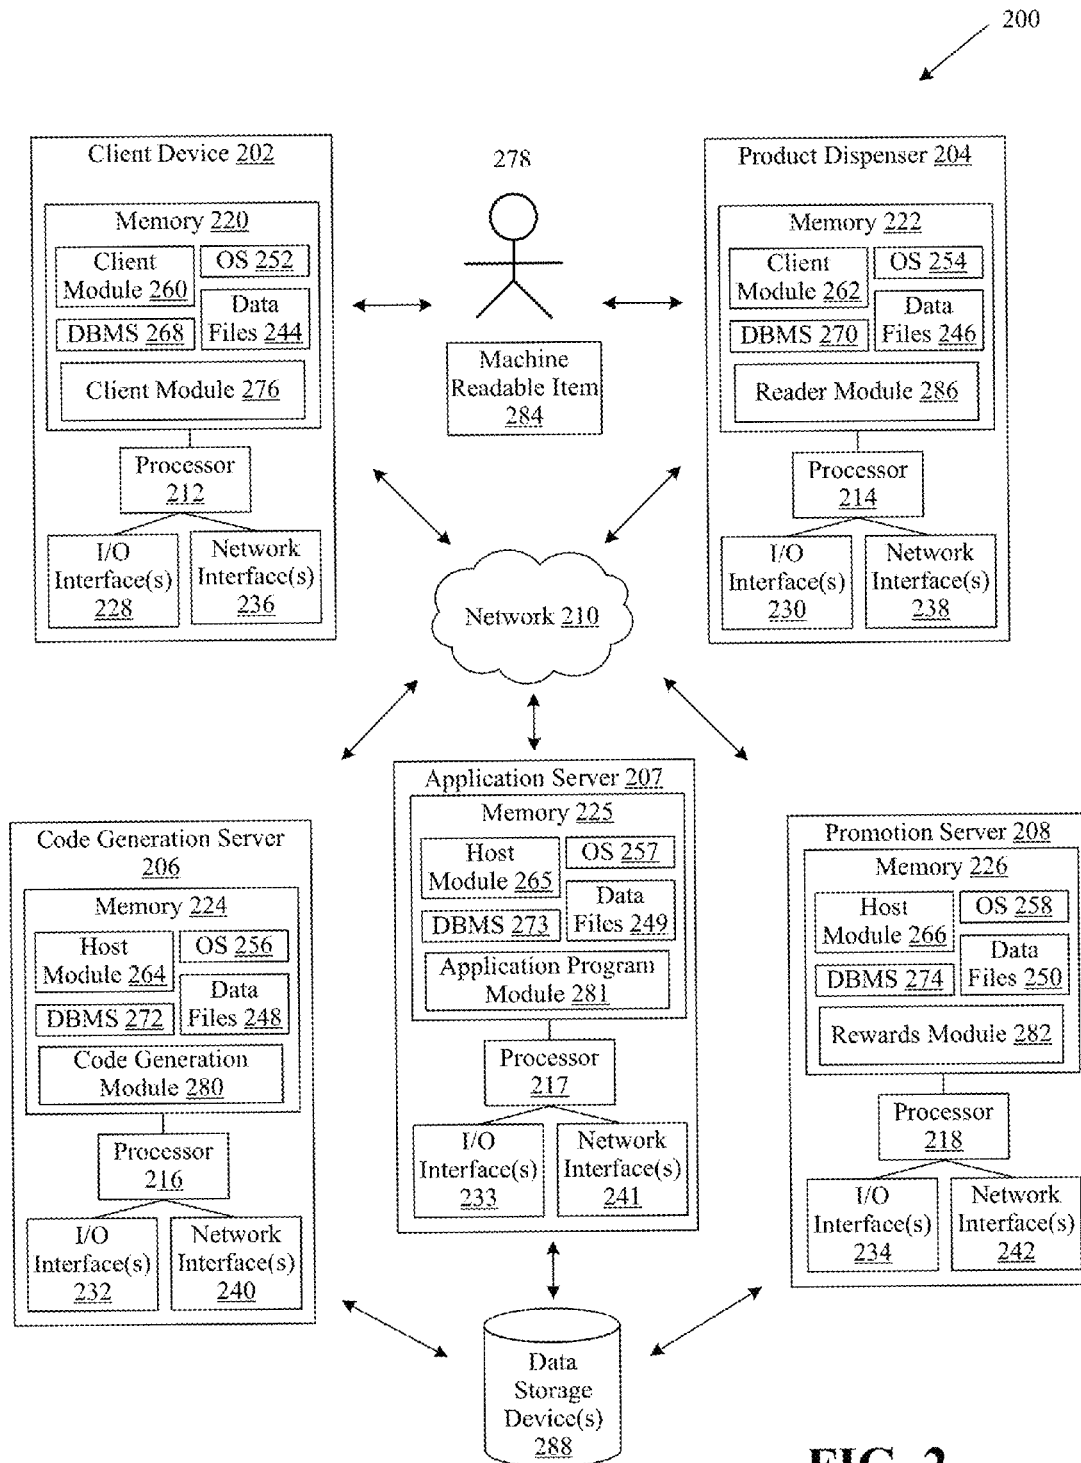 200
Client Device 202
Memory 220
Client
Module 260
OS 252
Data
Files 244
DBMS 268
Client Module 276
Processor
212
I/O
Interface(s)
228
Network
Interface(s)
236
278
Machine
Readable Item
284
Product Dispenser 204
Memory 222
Client
Module 262
OS 254
Data
Files 246
DBMS 270
Reader Module 286
Processor
214
I/O
Interface(s)
230
Network
Interface(s)
238
Network 210
Code Generation Server
206
Memory 224
Host
Module 264
OS 256
Data
Files 248
DBMS 272
Code Generation
Module 280
Processor
216
I/O
Interface(s)
232
Network
Interface(s)
240
Application Server 207
Memory 225
Host
Module 265
OS 257
Data
Files 249
DBMS 273
Application Program
Module 281
Processor
217
I/O
Interface(s)
233
Network
Interface(s)
241
Promotion Server 208
Memory 226
Host
Module 266
OS 258
Data
Files 250
DBMS 274
Rewards Module 282
Processor
218
I/O
Interface(s)
234
Network
Interface(s)
242
Data
Storage
Device(s)
288
FIG. 2